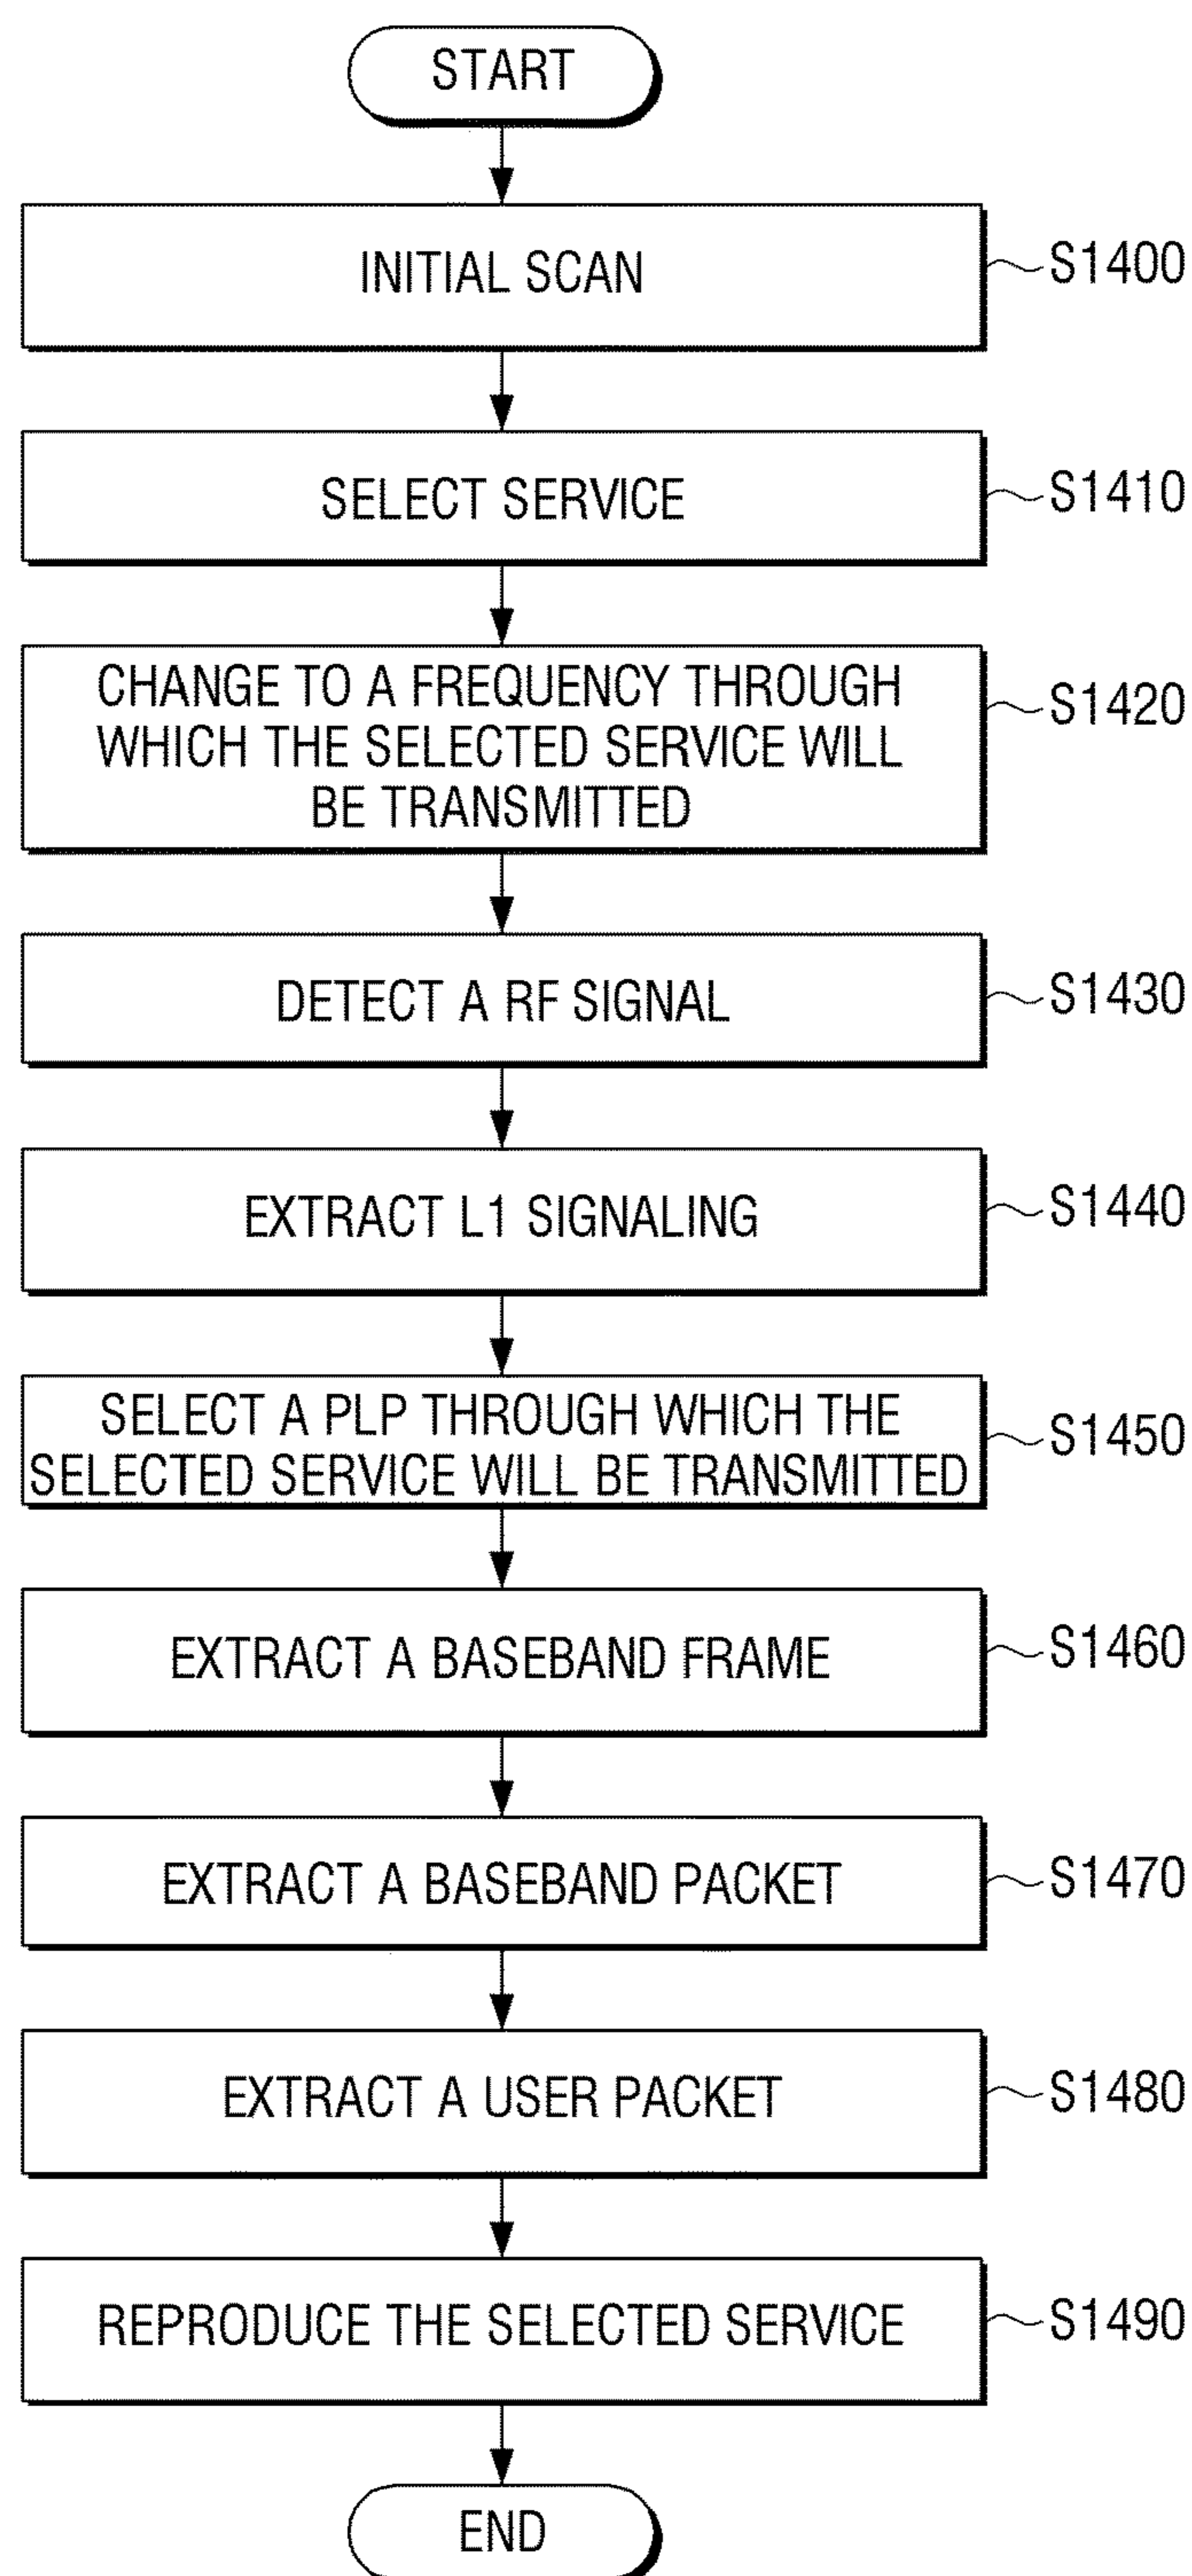 START
INITIAL SCAN
S1400
SELECT SERVICE
S1410
CHANGE TO A FREQUENCY THROUGH
WHICH THE SELECTED SERVICE WILL
BE TRANSMITTED
S1420
DETECT A RF SIGNAL
S1430
EXTRACT L1 SIGNALING
S1440
SELECT A PLP THROUGH WHICH THE
SELECTED SERVICE WILL BE TRANSMITTED
S1450
EXTRACT A BASEBAND FRAME
S1460
EXTRACT A BASEBAND PACKET
S1470
EXTRACT A USER PACKET
S1480
REPRODUCE THE SELECTED SERVICE
S1490
END